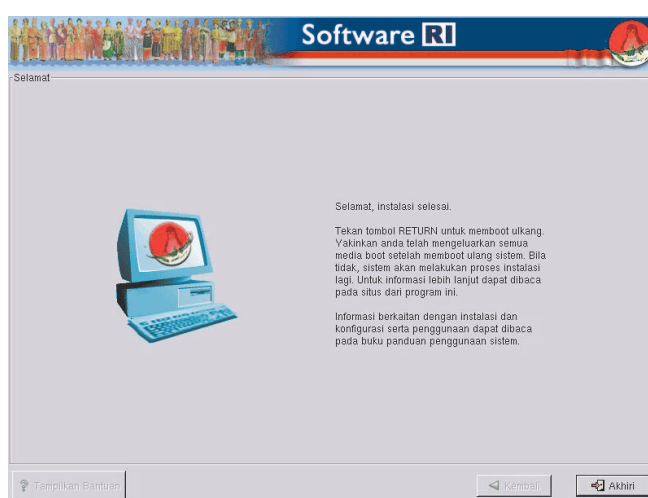 Software RI
Selamat
Selamat, instalasi selesai.
Tekan tombol RETURN untuk memboot ulkang.
Yakinkan anda telah mengeluarkan semua
media boot setelah memboot ulang sistem. Bila
tidak, sistem akan melakukan proses instalasi
lagi. Untuk informasi lebih lanjut dapat dibaca
pada situs dari program ini.
Informasi berkaitan dengan instalasi dan
konfigurasi serta penggunaan dapat dibaca
pada buku panduan penggunaan sistem.
Tampilkan Bantuan
Kembali
Akhiri